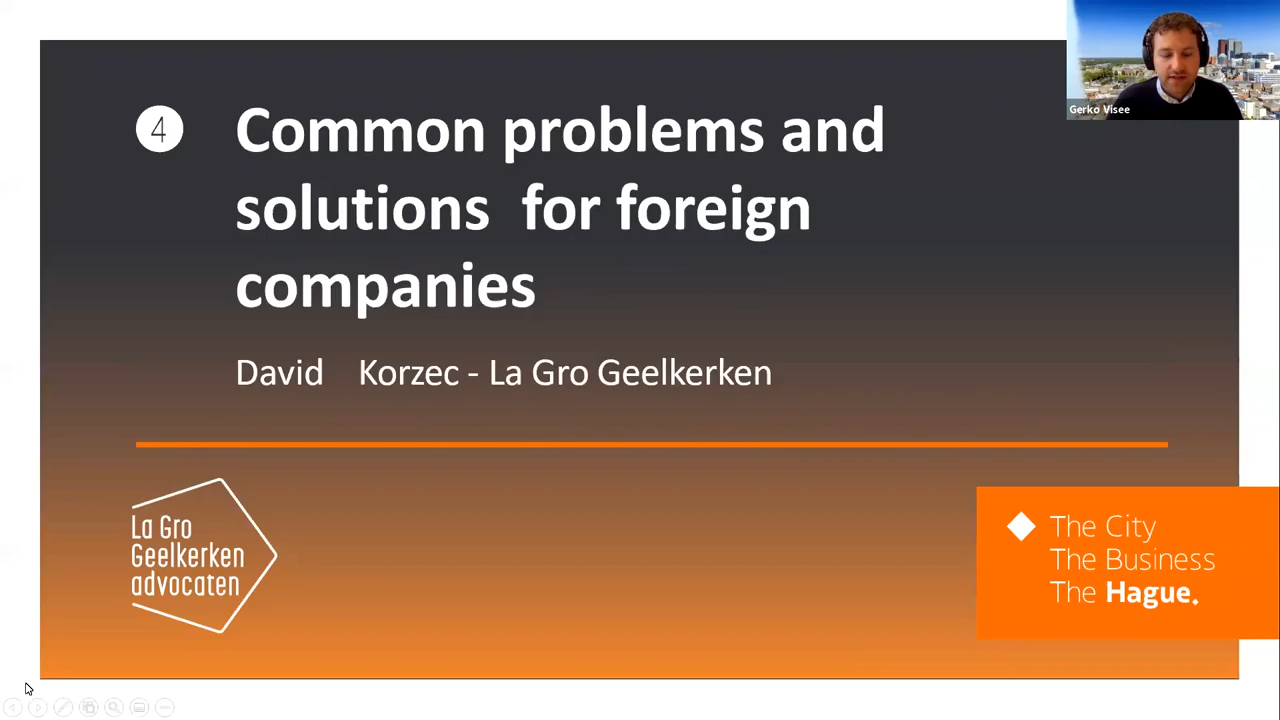 4
Common problems and
solutions  for foreign
companies
David    Korzec - La Gro Geelkerken
La Gro
Geelkerken
advocaten
The City
The Business
The Hague.
Gerko Visee